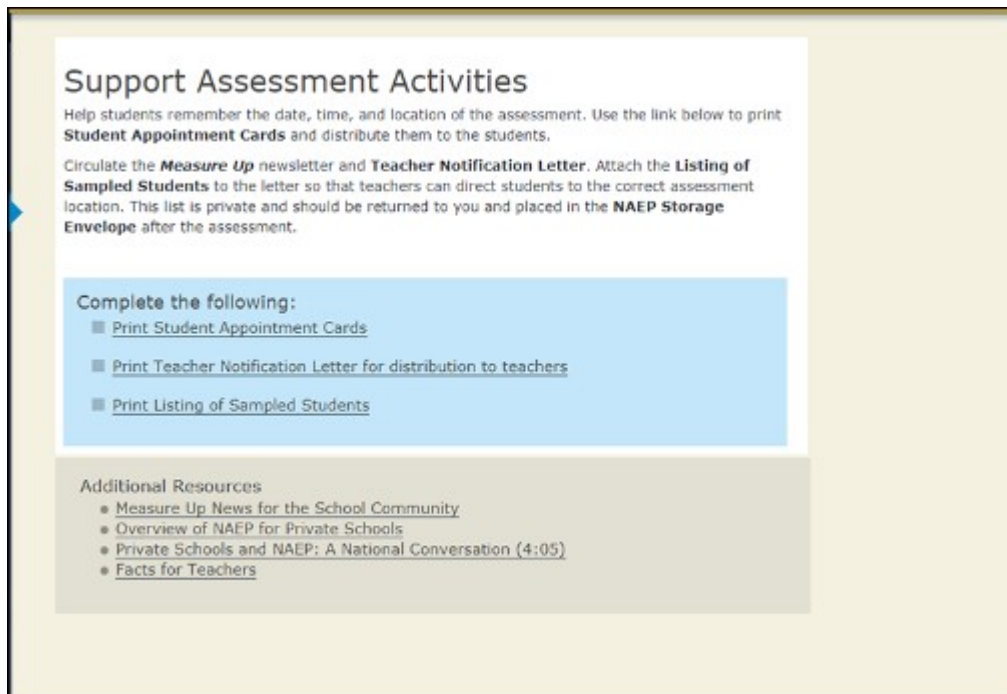 Support Assessment Activities
Help students remember the date, time, and location of the assessment. Use the link below to print
Student Appointment Cards and distribute them to the students.
Circulate the Measure Up newsletter and Teacher Notification Letter. Attach the Listing of
Sampled Students to the letter so that teachers can direct students to the correct assessment
location. This list is private and should be returned to you and placed in the NAEP Storage
Envelope after the assessment.
Complete the following:
Print Student Appointment Cards
Print Teacher Notification Letter for distribution to teachers
Print Listing of Sampled Students
Additional Resources
Measure Up News for the School Community
Overview of NAEP for Private Schools
Private Schools and NAEP: A National Conversation (4:05)
Facts for Teachers